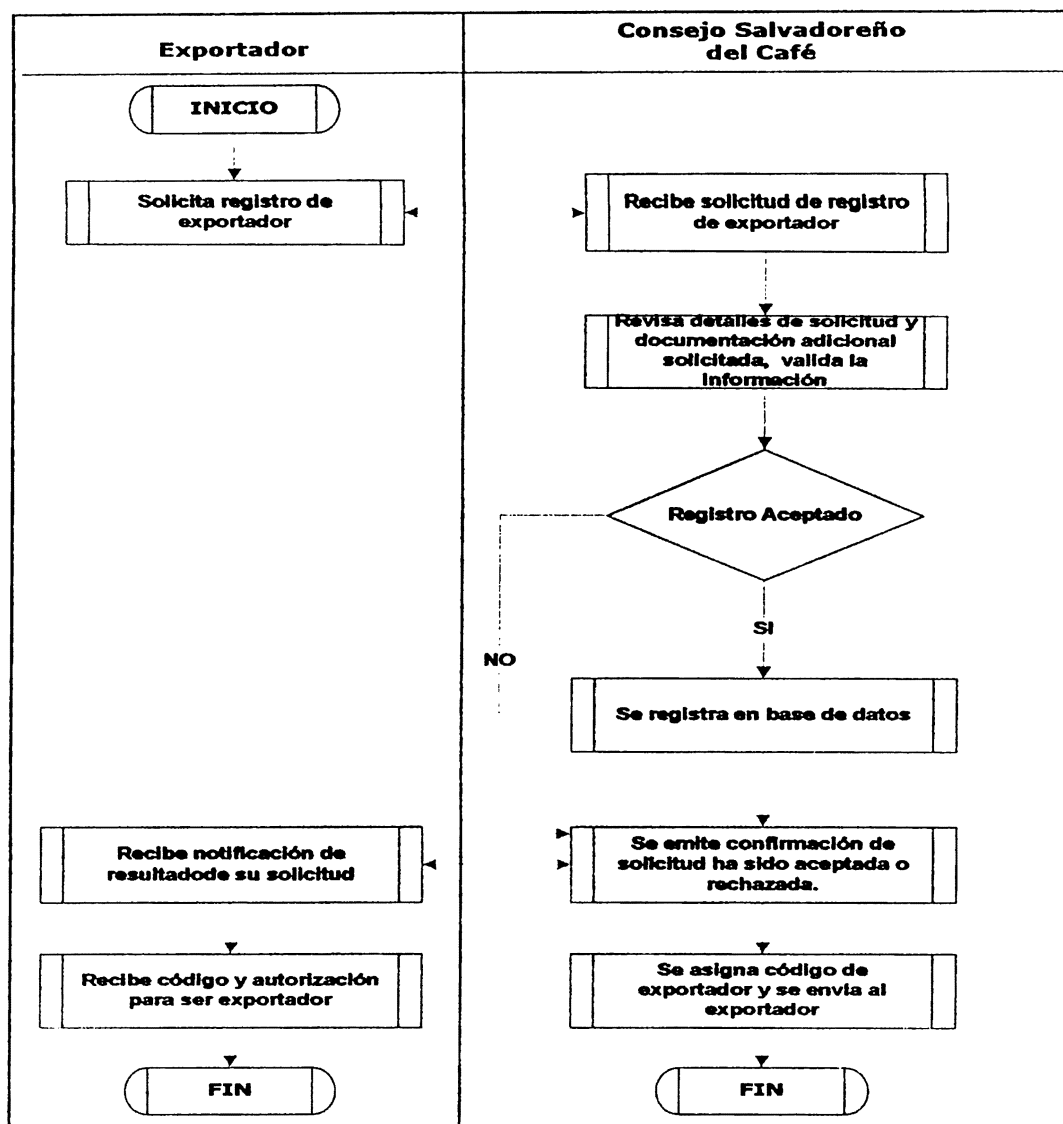 Exportador
Consejo Salvadoreño
del Café
INICIO
Solicita registro de
exportador
Recibe solicitud de registro
de exportador
Revisa detalles de solicitud y
documentación adicional
solicitada, valida la
información
Registro Aceptado
SI
NO
Se registra en base de datos
Recibe notificación de
resultadode su solicitud
Se emite confirmación de
solicitud ha sido aceptada o
rechazada.
Recibe código y autorización
para ser exportador
Se asigna código de
exportador y se envia al
exportador
FIN
FIN